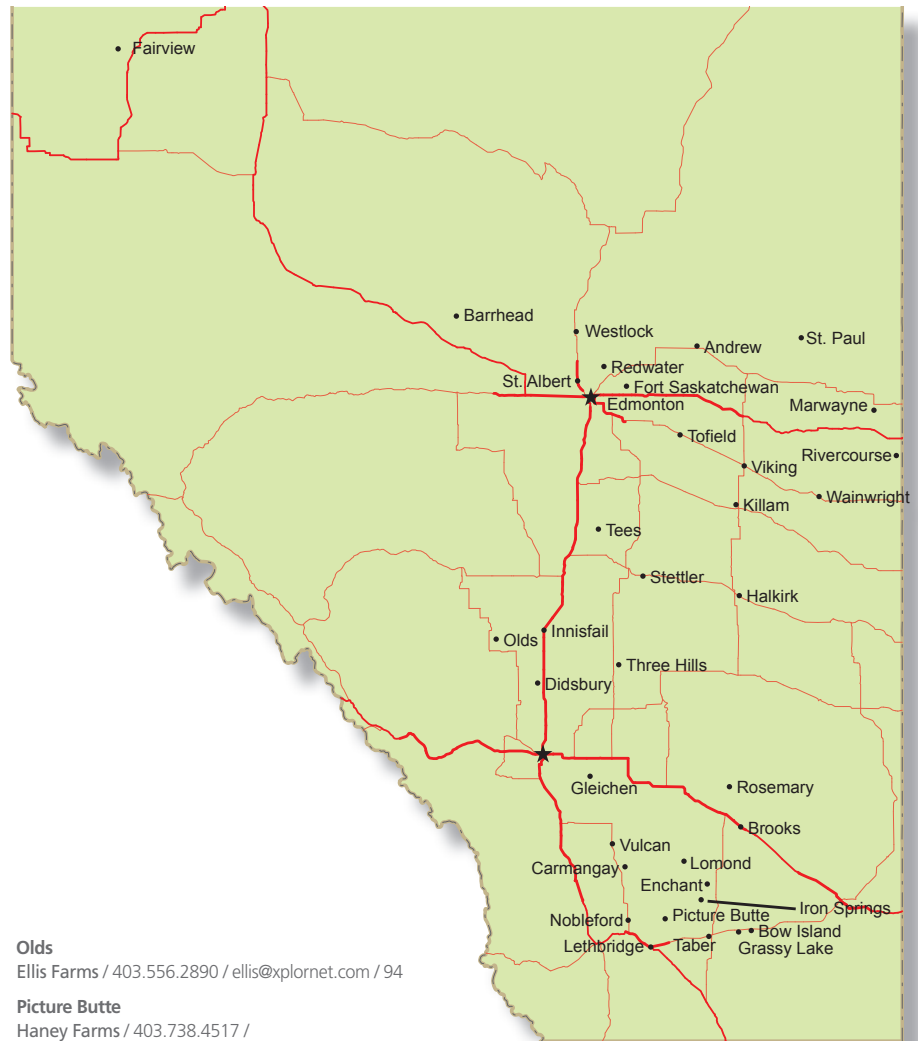 Fairview
Barrhead
Westlock
St. Paul
Andrew
Redwater
St. Albert
Fort Saskatchewan
Edmonton
Marwayne
Tofield
Rivercourse
Viking
Wainwright
Killam
Tees
Stettler
Halkirk
Innisfail
Olds
Three Hills
Didsbury
Gleichen
Rosemary
Brooks
Vulcan
Lomond
Carmangay
Enchant
Iron Springs
Picture Butte
Nobleford
Bow Island
Lethbridge
Taber
Grassy Lake
Olds
Ellis Farms / 403.556.2890 / ellis@xplornet.com / 94
Picture Butte
Haney Farms / 403.738.4517 /